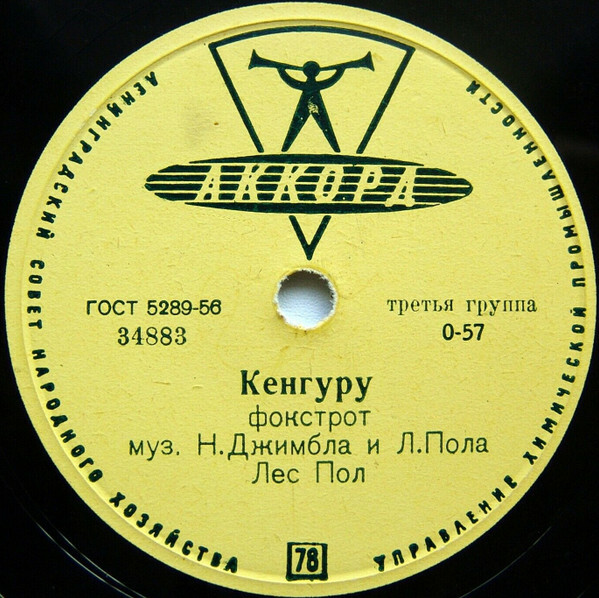 ЛЕНИНГРАДСКИЙ СОВЕТ НАРОДНОГО ХОЗЯЙСТВА
УПРАВЛЕНИЕ ХИМИЧЕСКОЙ ПРОМЫШЛЕННОСТИ
АККОРД
ГОСТ 5289-56
34883
третья группа
0-57
Кенгуру
фокстрот
муз. Н.Джимбла и Л.Пола
Лес Пол
78